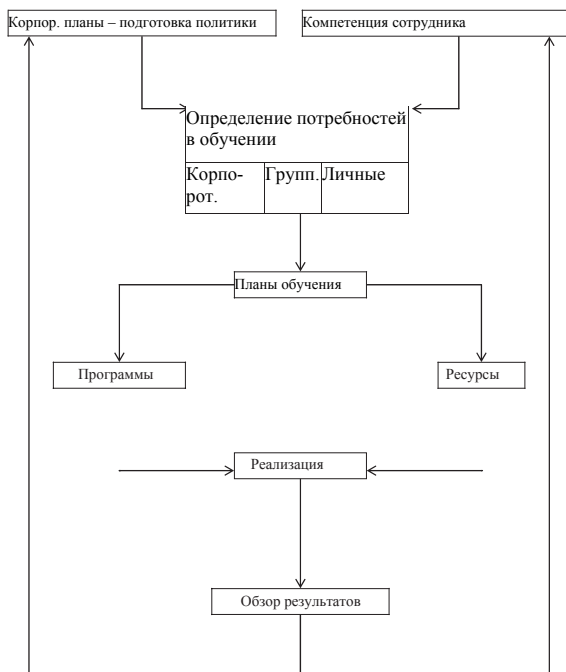 Корпор. планы – подготовка политики
Компетенция сотрудника
Определение потребностей
в обучении
Корпо-
рот.
Групп.
Личные
Планы обучения
Программы
Ресурсы
Реализация
Обзор результатов